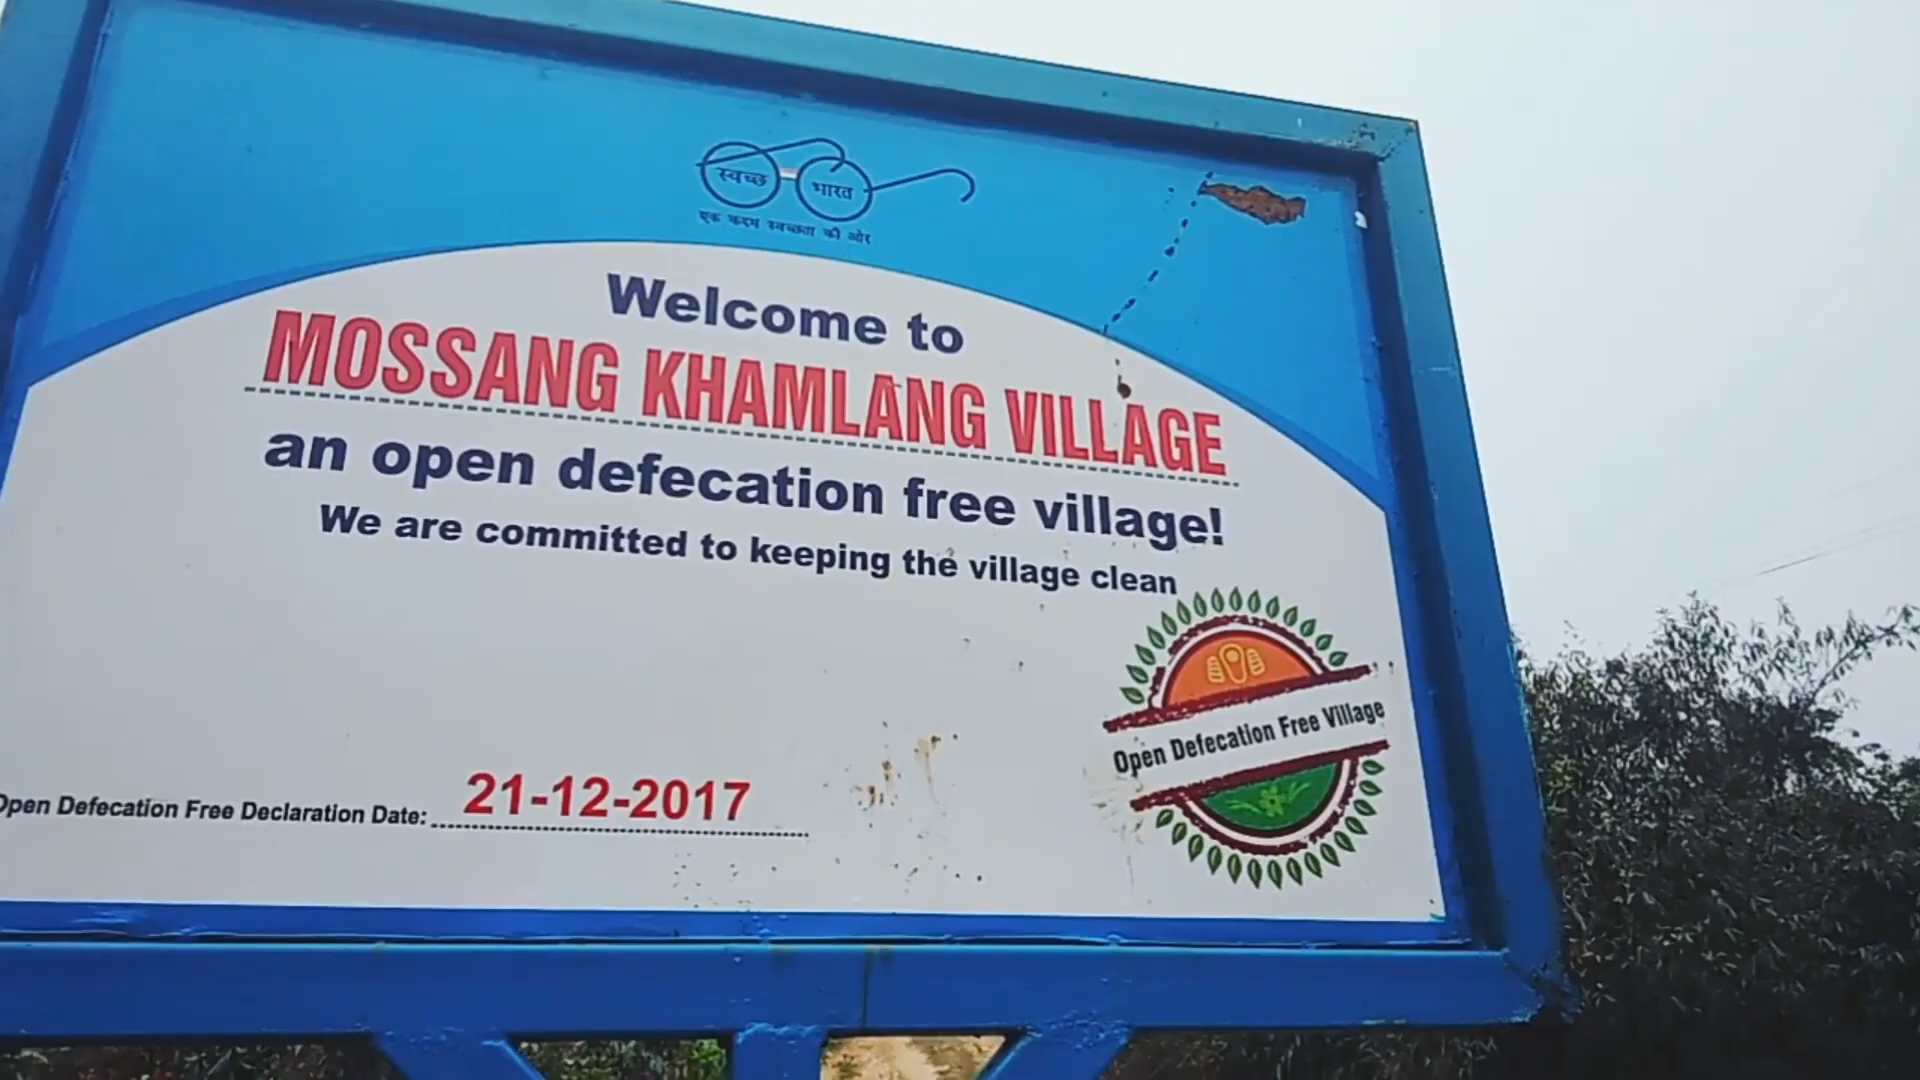 स्वच्छ भारत
एक कदम स्वच्छता की ओर
Welcome to
MOSSANG KHAMLANG VILLAGE
an open defecation free village!
We are committed to keeping the village clean
Open Defecation Free Village
Open Defecation Free Declaration Date: 21-12-2017